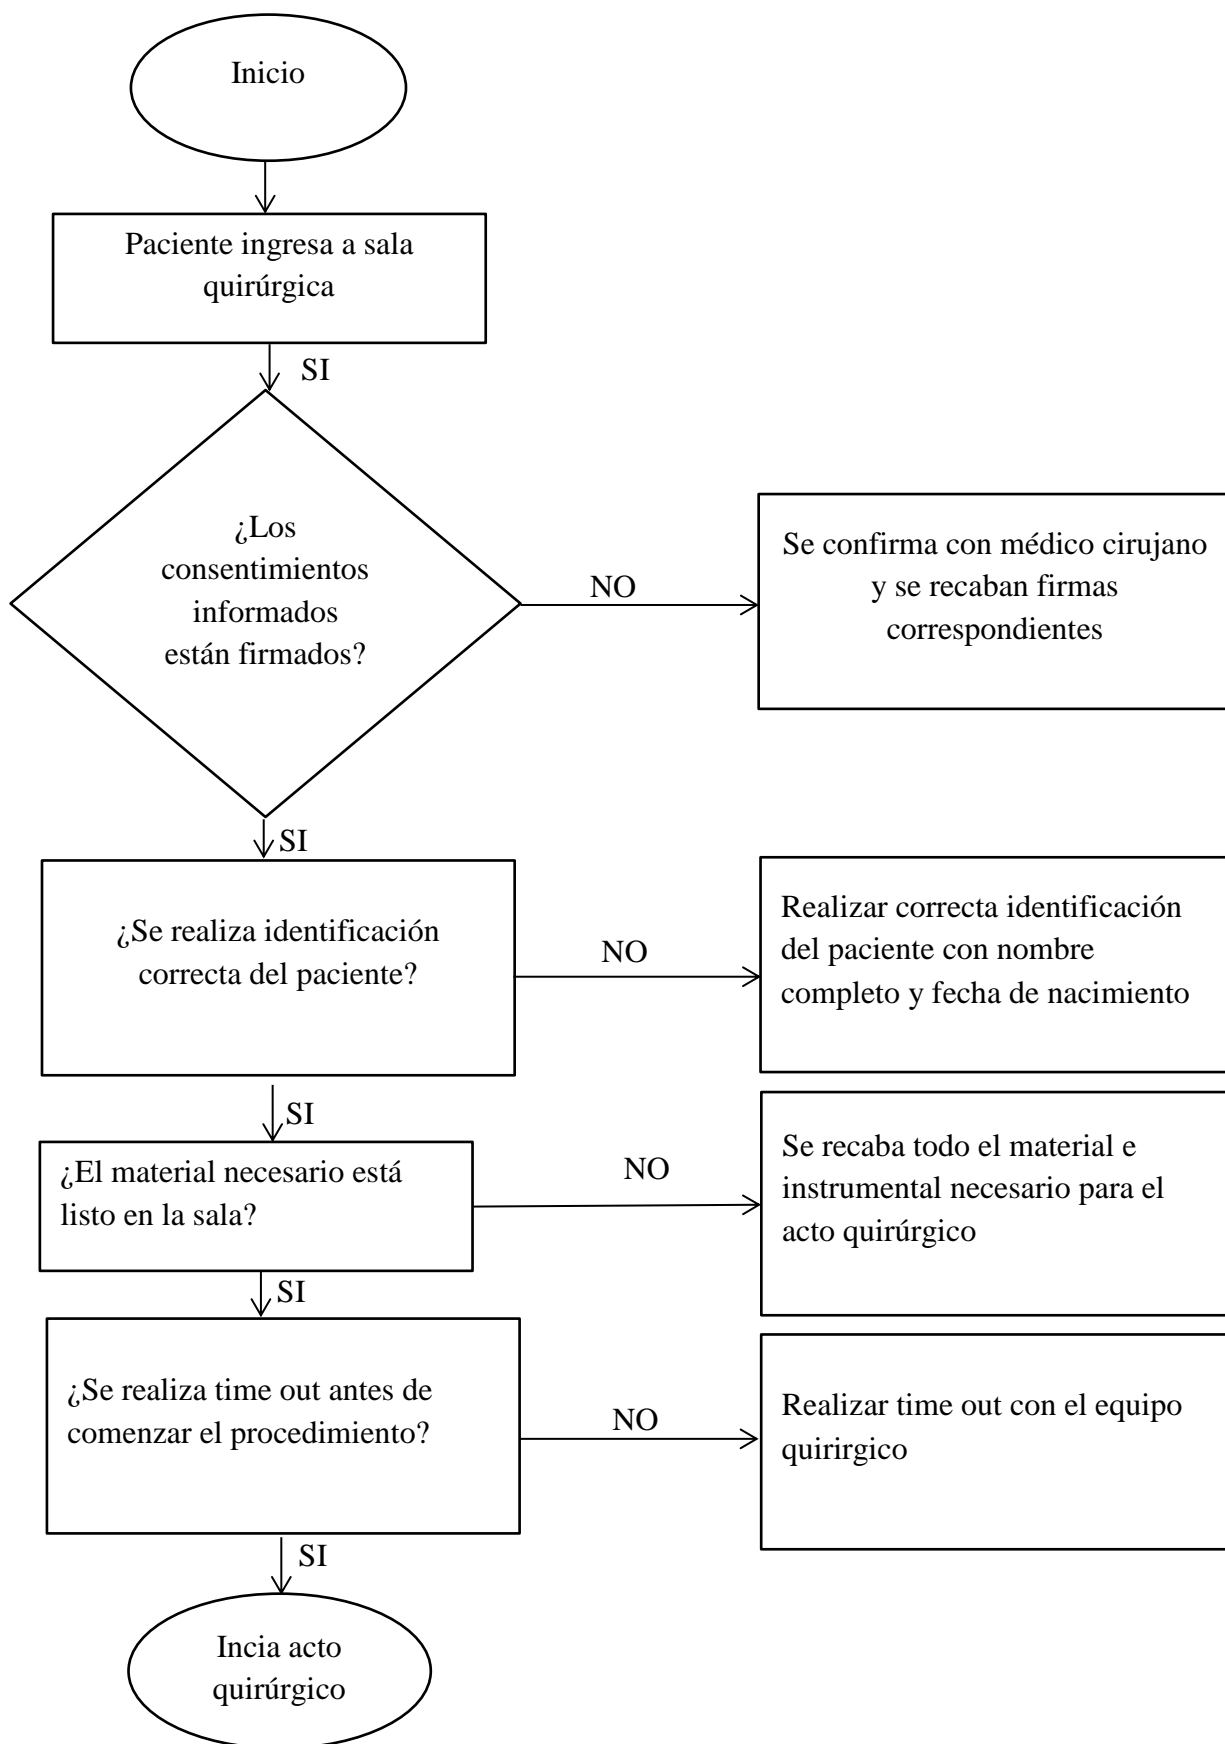 Inicio
Paciente ingresa a sala
quirúrgica
SI
¿Los
consentimientos
informados
están firmados?
NO
Se confirma con médico cirujano
y se recaban firmas
correspondientes
SI
¿Se realiza identificación
correcta del paciente?
NO
Realizar correcta identificación
del paciente con nombre
completo y fecha de nacimiento
SI
¿El material necesario está
listo en la sala?
NO
Se recaba todo el material e
instrumental necesario para el
acto quirúrgico
SI
¿Se realiza time out antes de
comenzar el procedimiento?
NO
Realizar time out con el equipo
quirirgico
SI
Incia acto
quirúrgico